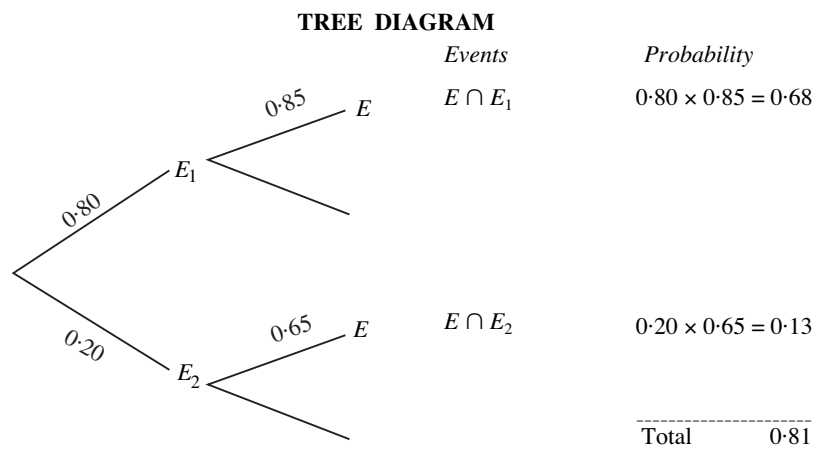 TREE DIAGRAM
Events Probability
0·85 E E ∩ E₁ 0·80 × 0·85 = 0·68
E₁
0·80
0·20
0·65 E E ∩ E₂ 0·20 × 0·65 = 0·13
E₂
Total 0·81